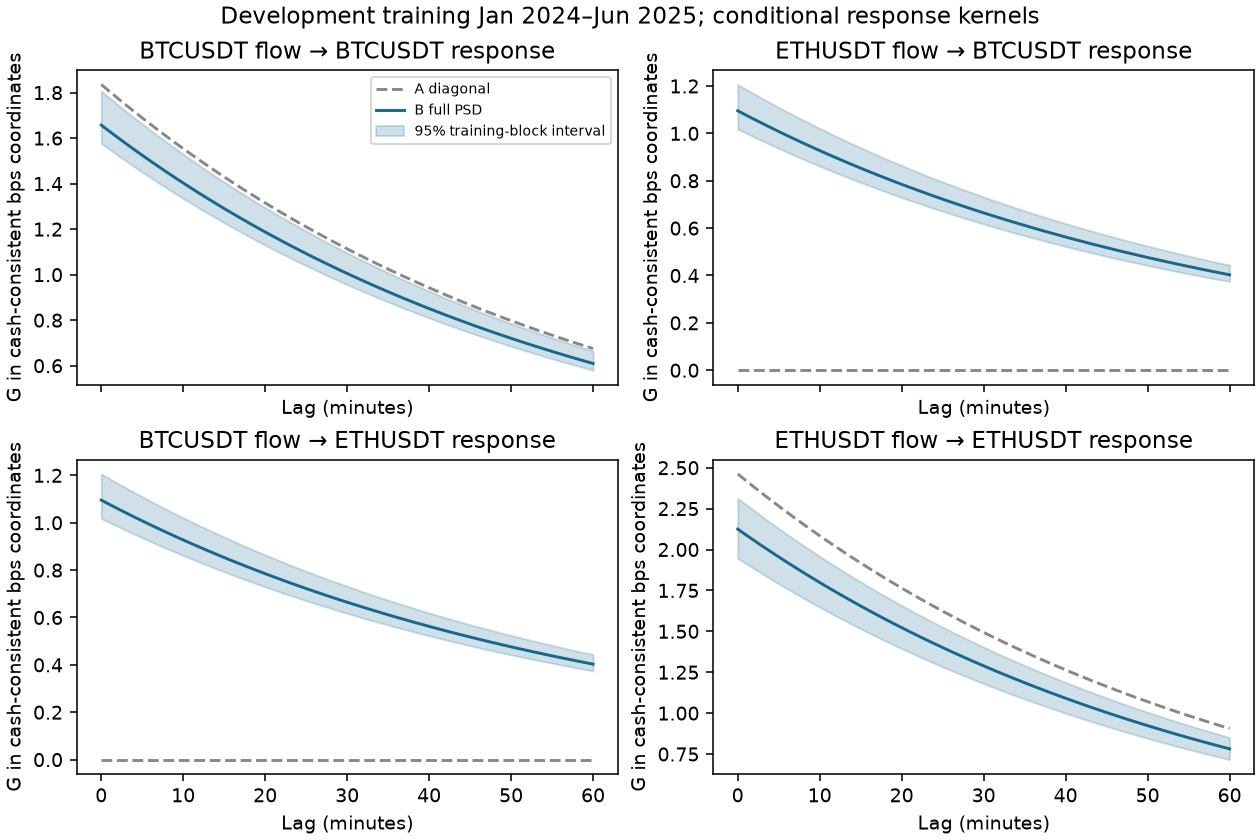 Development training Jan 2024–Jun 2025; conditional response kernels
BTCUSDT flow → BTCUSDT response
G in cash-consistent bps coordinates
1.8
1.6
1.4
1.2
1.0
0.8
0.6
A diagonal
B full PSD
95% training-block interval
Lag (minutes)
ETHUSDT flow → BTCUSDT response
G in cash-consistent bps coordinates
1.2
1.0
0.8
0.6
0.4
0.2
0.0
Lag (minutes)
BTCUSDT flow → ETHUSDT response
G in cash-consistent bps coordinates
1.2
1.0
0.8
0.6
0.4
0.2
0.0
0 10 20 30 40 50 60
Lag (minutes)
ETHUSDT flow → ETHUSDT response
G in cash-consistent bps coordinates
2.50
2.25
2.00
1.75
1.50
1.25
1.00
0.75
0 10 20 30 40 50 60
Lag (minutes)